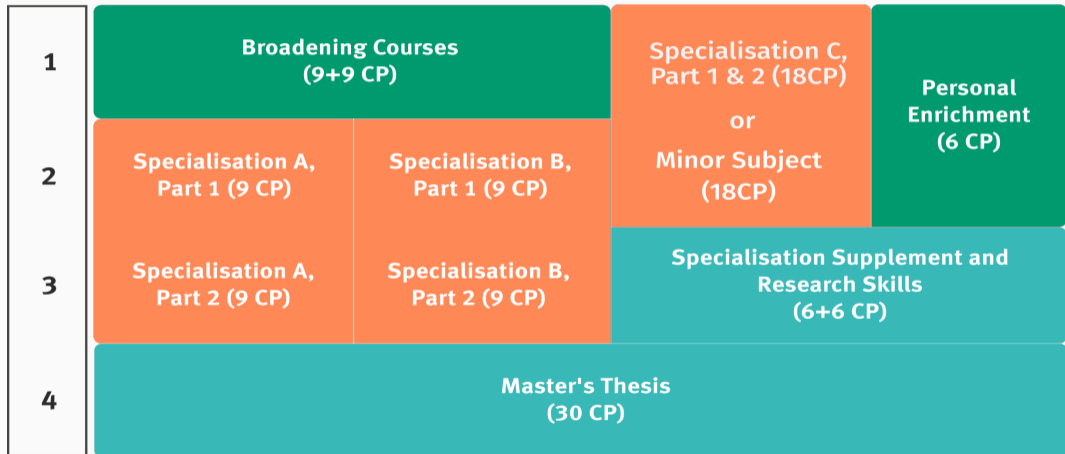 1
Broadening Courses
(9+9 CP)
Specialisation C,
Part 1 & 2 (18CP)
or
Minor Subject
(18CP)
Personal
Enrichment
(6 CP)
2
Specialisation A,
Part 1 (9 CP)
Specialisation B,
Part 1 (9 CP)
3
Specialisation A,
Part 2 (9 CP)
Specialisation B,
Part 2 (9 CP)
Specialisation Supplement and
Research Skills
(6+6 CP)
4
Master's Thesis
(30 CP)